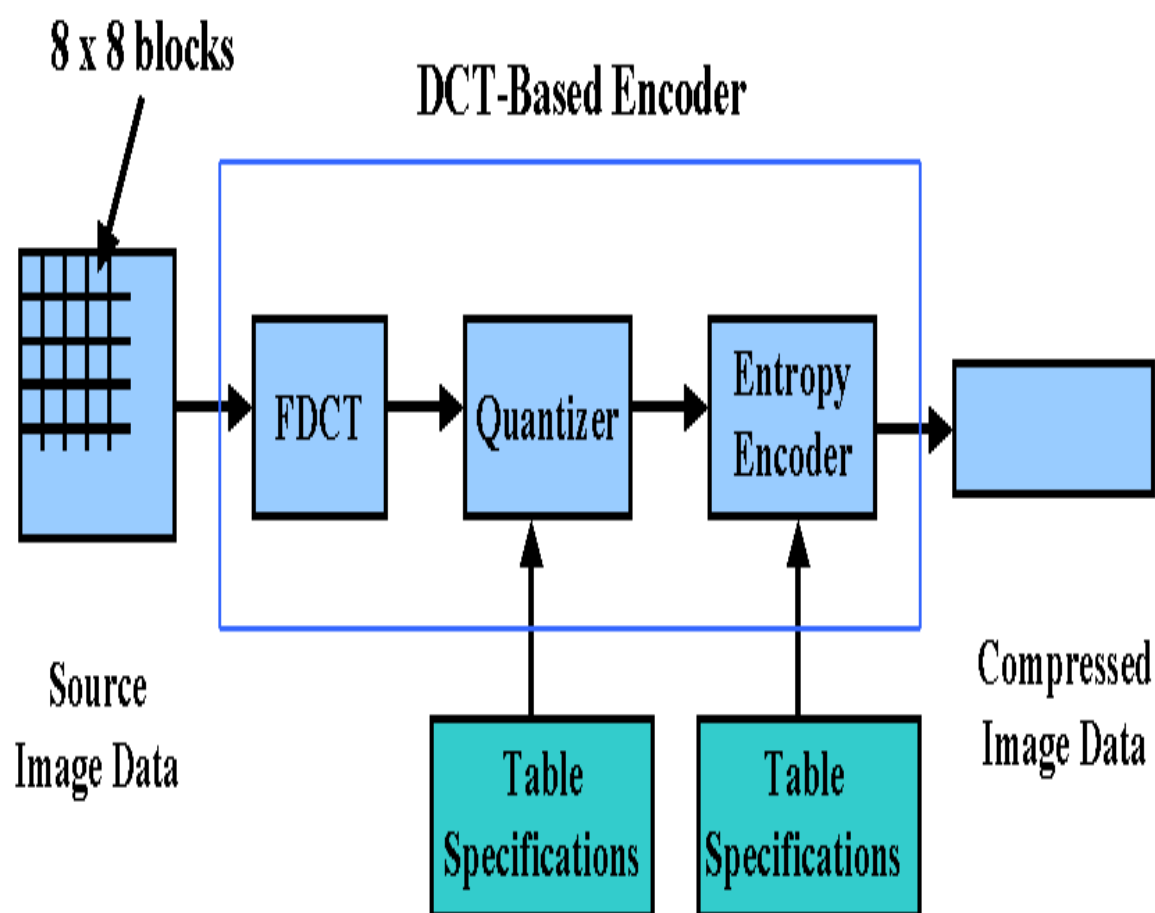 8 x 8 blocks
DCT-Based Encoder
FDCT
Quantizer
Entropy
Encoder
Source
Image Data
Table
Specifications
Table
Specifications
Compressed
Image Data